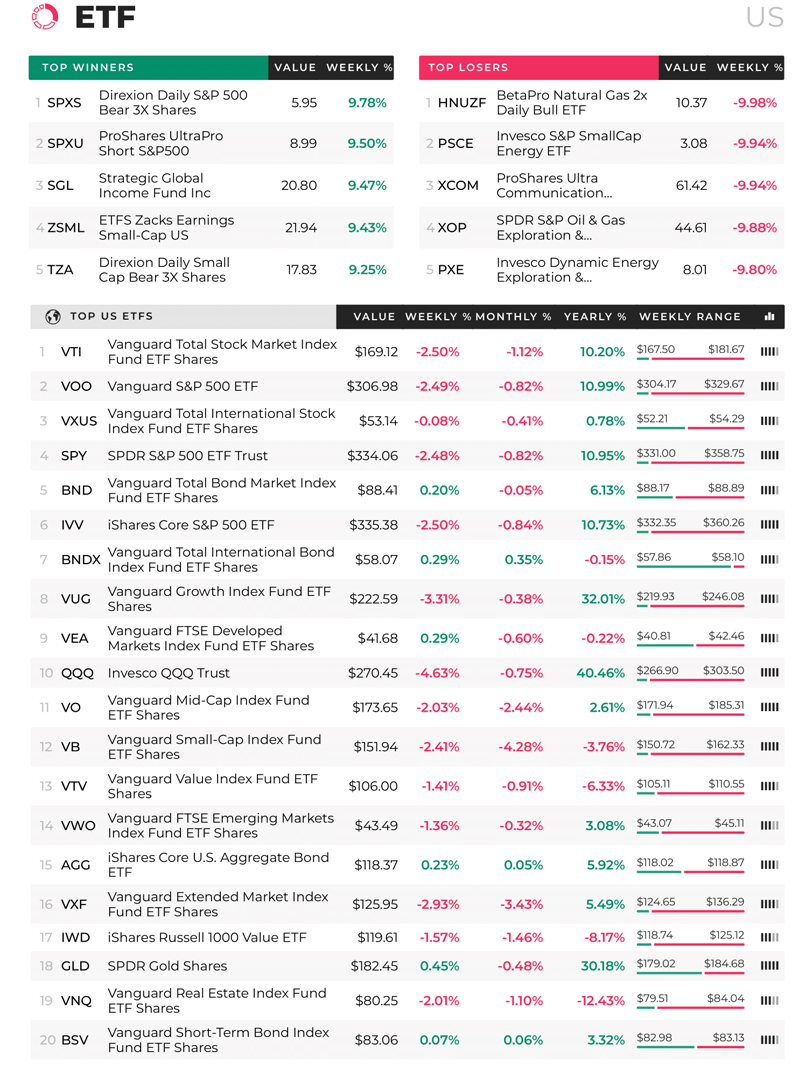 ETF
US
TOP WINNERS VALUE WEEKLY %
1 SPXS Direxion Daily S&P 500 Bear 3X Shares 5.95 9.78%
2 SPXU ProShares UltraPro Short S&P500 8.99 9.50%
3 SGL Strategic Global Income Fund Inc 20.80 9.47%
4 ZSML ETFS Zacks Earnings Small-Cap US 21.94 9.43%
5 TZA Direxion Daily Small Cap Bear 3X Shares 17.83 9.25%
TOP LOSERS VALUE WEEKLY %
1 HNUZF BetaPro Natural Gas 2x Daily Bull ETF 10.37 -9.98%
2 PSCE Invesco S&P SmallCap Energy ETF 3.08 -9.94%
3 XCOM ProShares Ultra Communication... 61.42 -9.94%
4 XOP SPDR S&P Oil & Gas Exploration &... 44.61 -9.88%
5 PXE Invesco Dynamic Energy Exploration &... 8.01 -9.80%
TOP US ETFS VALUE WEEKLY % MONTHLY % YEARLY % WEEKLY RANGE
1 VTI Vanguard Total Stock Market Index Fund ETF Shares $169.12 -2.50% -1.12% 10.20% $167.50 $181.67
2 VOO Vanguard S&P 500 ETF $306.98 -2.49% -0.82% 10.99% $304.17 $329.67
3 VXUS Vanguard Total International Stock Index Fund ETF Shares $53.14 -0.08% -0.41% 0.78% $52.21 $54.29
4 SPY SPDR S&P 500 ETF Trust $334.06 -2.48% -0.82% 10.95% $331.00 $358.75
5 BND Vanguard Total Bond Market Index Fund ETF Shares $88.41 0.20% -0.05% 6.13% $88.17 $88.89
6 IVV iShares Core S&P 500 ETF $335.38 -2.50% -0.84% 10.73% $332.35 $360.26
7 BNDX Vanguard Total International Bond Index Fund ETF Shares $58.07 0.29% 0.35% -0.15% $57.86 $58.10
8 VUG Vanguard Growth Index Fund ETF Shares $222.59 -3.31% -0.38% 32.01% $219.93 $246.08
9 VEA Vanguard FTSE Developed Markets Index Fund ETF Shares $41.68 0.29% -0.60% -0.22% $40.81 $42.46
10 QQQ Invesco QQQ Trust $270.45 -4.63% -0.75% 40.46% $266.90 $303.50
11 VO Vanguard Mid-Cap Index Fund ETF Shares $173.65 -2.03% -2.44% 2.61% $171.94 $185.31
12 VB Vanguard Small-Cap Index Fund ETF Shares $151.94 -2.41% -4.28% -3.76% $150.72 $162.33
13 VTV Vanguard Value Index Fund ETF Shares $106.00 -1.41% -0.91% -6.33% $105.11 $110.55
14 VWO Vanguard FTSE Emerging Markets Index Fund ETF Shares $43.49 -1.36% -0.32% 3.08% $43.07 $45.11
15 AGG iShares Core U.S. Aggregate Bond ETF $118.37 0.23% 0.05% 5.92% $118.02 $118.87
16 VXF Vanguard Extended Market Index Fund ETF Shares $125.95 -2.93% -3.43% 5.49% $124.65 $136.29
17 IWD iShares Russell 1000 Value ETF $119.61 -1.57% -1.46% -8.17% $118.74 $125.12
18 GLD SPDR Gold Shares $182.45 0.45% -0.48% 30.18% $179.02 $184.68
19 VNQ Vanguard Real Estate Index Fund ETF Shares $80.25 -2.01% -1.10% -12.43% $79.51 $84.04
20 BSV Vanguard Short-Term Bond Index Fund ETF Shares $83.06 0.07% 0.06% 3.32% $82.98 $83.13